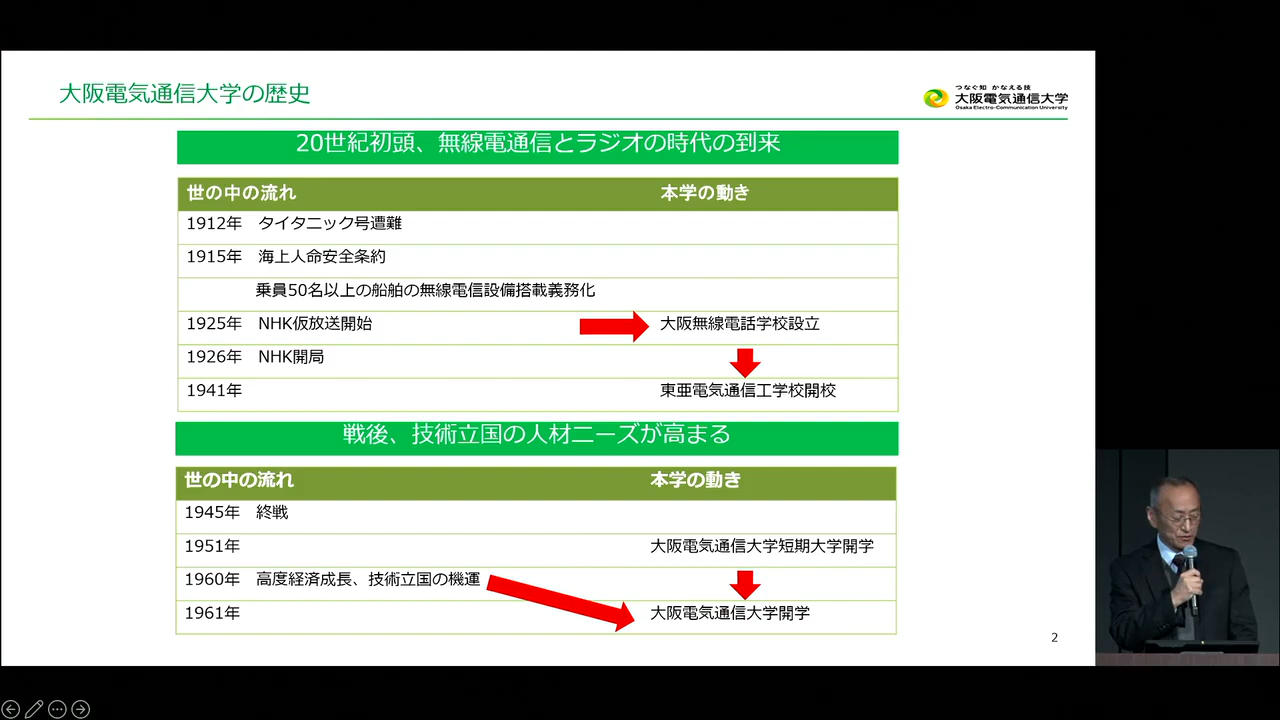 大阪電気通信大学の歴史
つなぐ知 かなえる技
大阪電気通信大学
Osaka Electro-Communication University
20世紀初頭、無線電通信とラジオの時代の到来
世の中の流れ 本学の動き
1912年 タイタニック号遭難
1915年 海上人命安全条約
乗員50名以上の船舶の無線電信設備搭載義務化
1925年 NHK仮放送開始 大阪無線電話学校設立
1926年 NHK開局
1941年 東亜電気通信工学校開校
戦後、技術立国の人材ニーズが高まる
世の中の流れ 本学の動き
1945年 終戦
1951年 大阪電気通信大学短期大学開学
1960年 高度経済成長、技術立国の機運
1961年 大阪電気通信大学開学
2